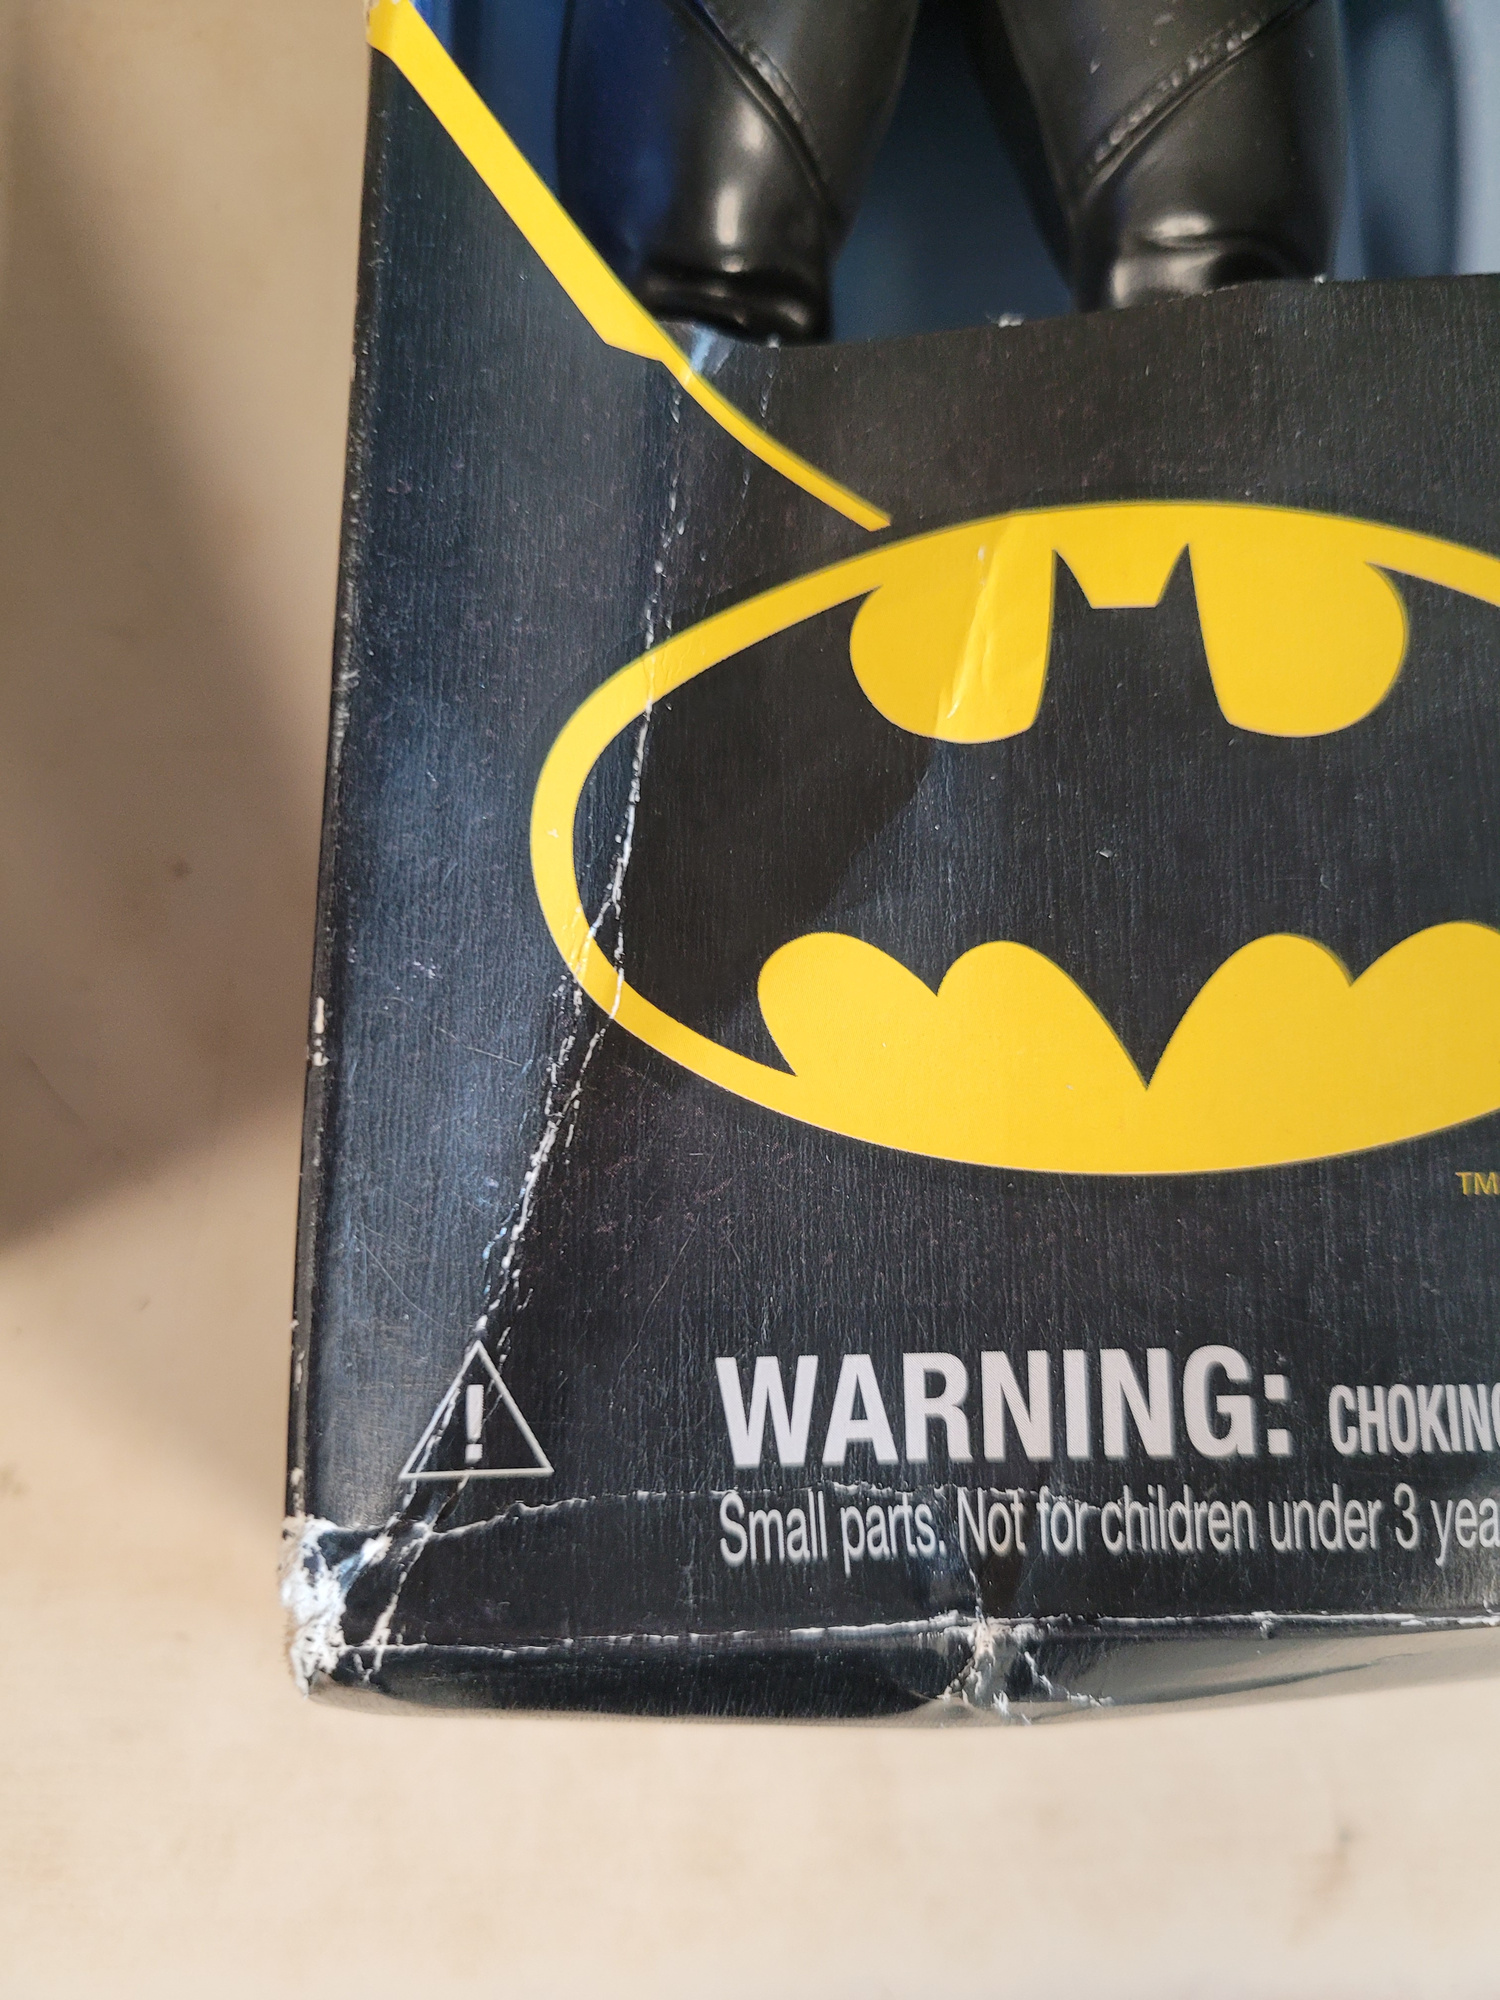 TM
WARNING: CHOKING
Small parts. Not for children under 3 yea